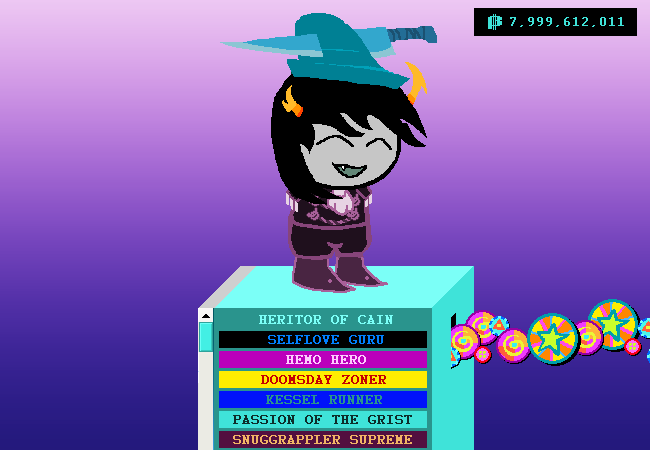 7,999,612,011
HERITOR OF CAIN
SELFLOVE GURU
HEMO HERO
DOOMSDAY ZONER
KESSEL RUNNER
PASSION OF THE GRIST
SNUGGRAPPLER SUPREME